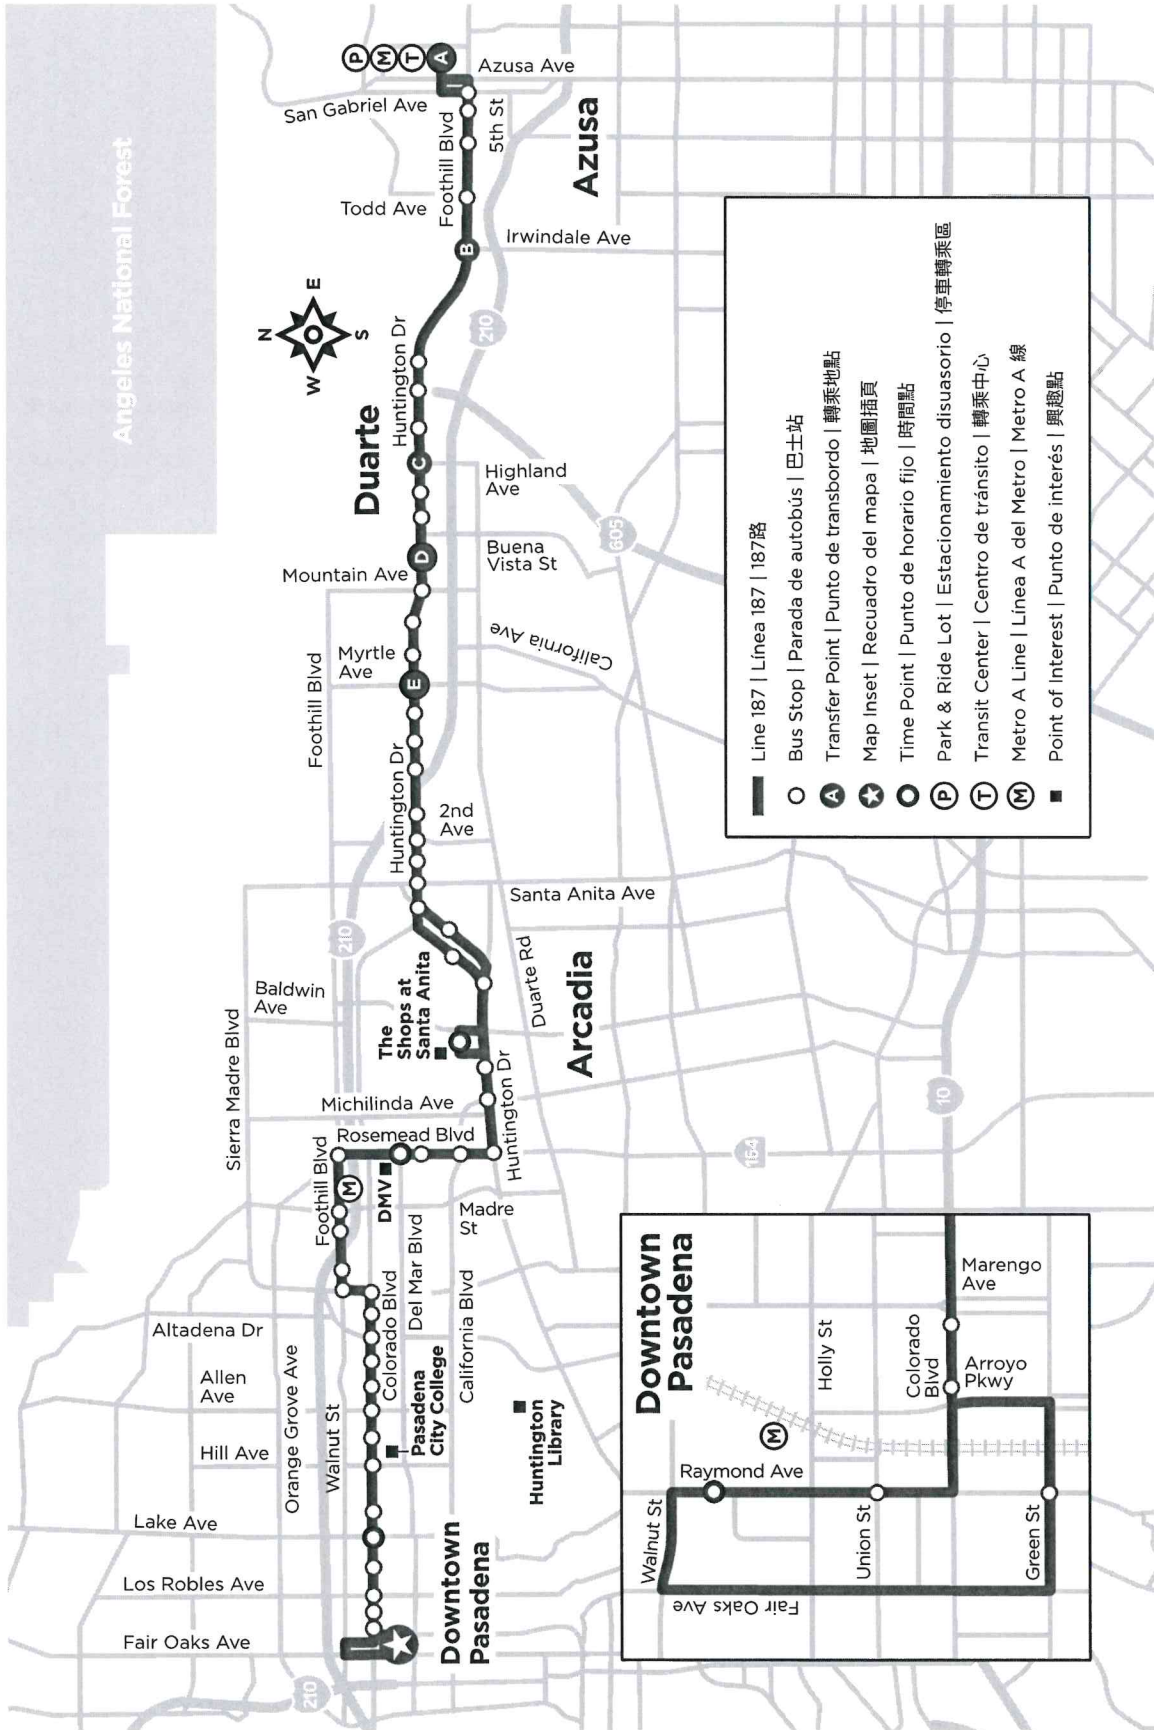 Angeles National Forest
P
M
T
A
San Gabriel Ave
Azusa Ave
Foothill Blvd
5th St
Azusa
Todd Ave
B
Irwindale Ave
N
E
S
W
210
Huntington Dr
Duarte
C
Highland
Ave
605
D
Buena
Vista St
Mountain Ave
California Ave
Myrtle
Ave
E
Foothill Blvd
Huntington Dr
2nd
Ave
Santa Anita Ave
210
Baldwin
Ave
The
Shops at
Santa Anita
Duarte Rd
Arcadia
Sierra Madre Blvd
Michilinda Ave
Huntington Dr
Rosemead Blvd
10
164
Foothill Blvd
M
DMV
Madre
St
Del Mar Blvd
Colorado Blvd
California Blvd
Altadena Dr
Allen
Ave
Orange Grove Ave
Walnut St
Pasadena
City College
Hill Ave
Huntington
Library
Lake Ave
Los Robles Ave
Fair Oaks Ave
Downtown
Pasadena
210
Line 187 | Línea 187 | 187路
Bus Stop | Parada de autobús | 巴士站
A Transfer Point | Punto de transbordo | 轉乘地點
Map Inset | Recuadro del mapa | 地圖插頁
Time Point | Punto de horario fijo | 時間點
P Park & Ride Lot | Estacionamiento disuasorio | 停車轉乘區
T Transit Center | Centro de tránsito | 轉乘中心
M Metro A Line | Línea A del Metro | Metro A 線
Point of Interest | Punto de interés | 興趣點
Downtown
Pasadena
Holly St
Colorado
Blvd
Marengo
Ave
Arroyo
Pkwy
M
Raymond Ave
Walnut St
Union St
Green St
Fair Oaks Ave